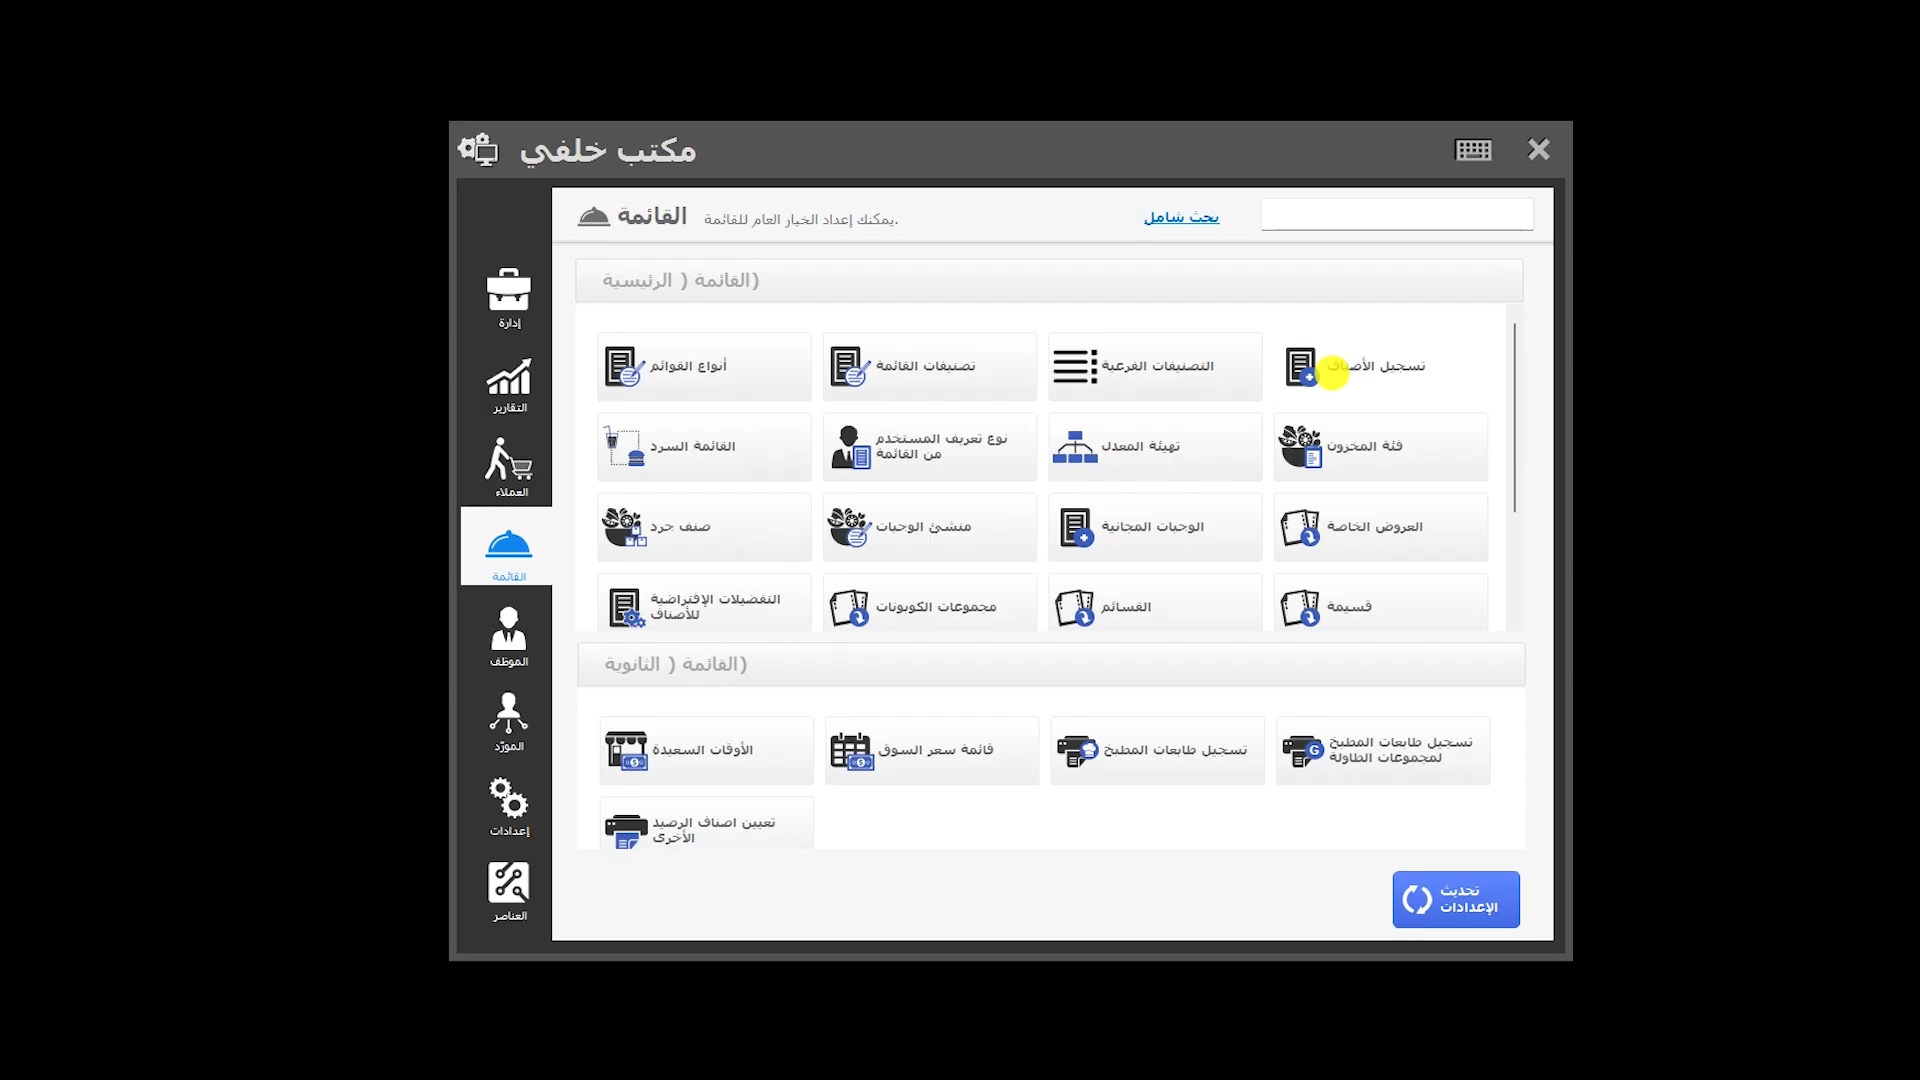 مكتب خلفي
القائمة
يمكنك إعداد الخيار العام للقائمة.
بحث شامل
القائمة ( الرئيسية)
أنواع القوائم
تصنيفات القائمة
التصنيفات الفرعية
تسجيل الأصناف
القائمة السرد
نوع تعريف المستخدم
من القائمة
تهيئة المعدل
فئة المخزون
صنف جرد
منشئ الوجبات
الوجبات المجانية
العروض الخاصة
التفضيلات الإفتراضية
للأصناف
مجموعات الكوبونات
القسائم
قسيمة
القائمة ( الثانوية)
الأوقات السعيدة
قائمة سعر السوق
تسجيل طابعات المطبخ
تسجيل طابعات المطبخ
لمجموعات الطاولة
تعيين اصناف الرصيد
الأخرى
تحديث
الإعدادات
إدارة
التقارير
العملاء
القائمة
الموظف
المورّد
إعدادات
العناصر
G